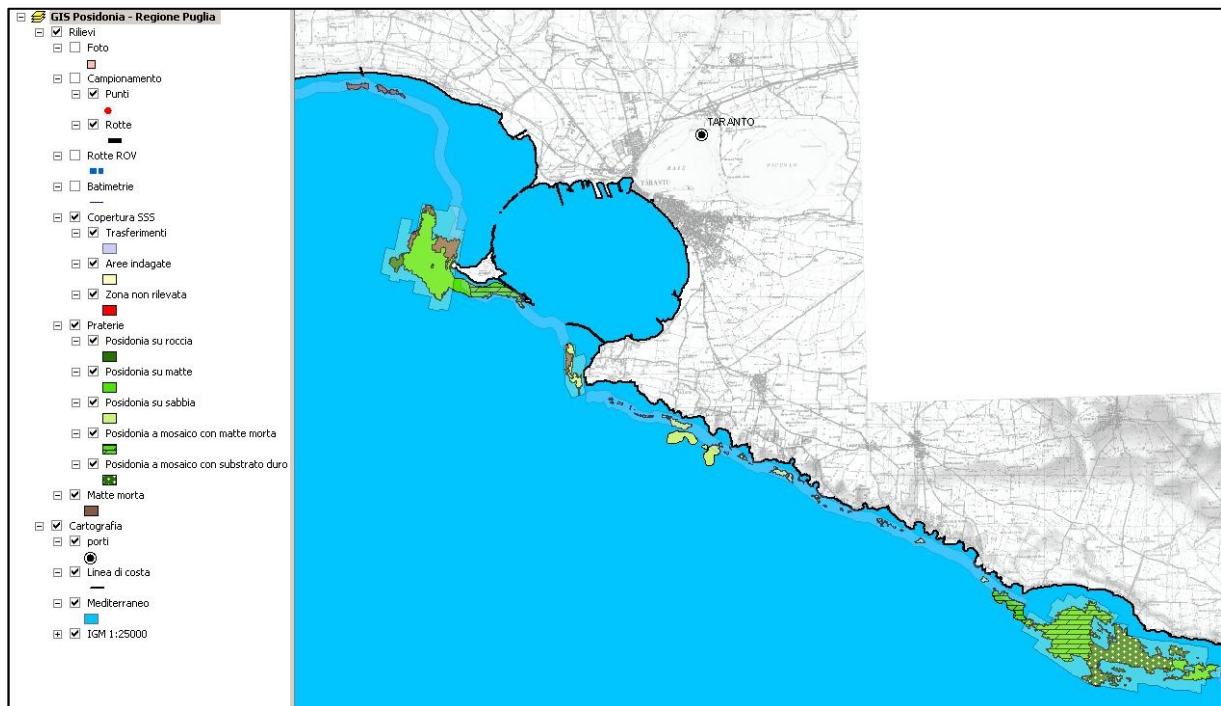 GIS Posidonia - Regione Puglia
Rilievi
Foto
Campionamento
Punti
Rotte
Rotte ROV
Batimetrie
Copertura SSS
Trasferimenti
Aree indagate
Zona non rilevata
Praterie
Posidonia su roccia
Posidonia su matte
Posidonia su sabbia
Posidonia a mosaico con matte morta
Posidonia a mosaico con substrato duro
Matte morta
Cartografia
porti
Linea di costa
Mediterraneo
IGM 1:25000
TARANTO